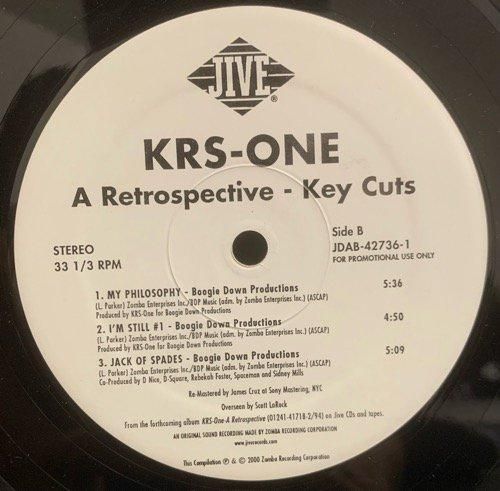 JIVE
®
KRS-ONE
A Retrospective - Key Cuts
STEREO
33 1/3 RPM
Side B
JDAB-42736-1
FOR PROMOTIONAL USE ONLY
1. MY PHILOSOPHY - Boogie Down Productions 5:36
(L. Parker) Zomba Enterprises Inc./BDP Music (adm. by Zomba Enterprises Inc.) (ASCAP)
Produced by KRS-One for Boogie Down Productions
2. I'M STILL #1 - Boogie Down Productions 4:50
(L. Parker) Zomba Enterprises Inc./BDP Music (adm. by Zomba Enterprises Inc.) (ASCAP)
Produced by KRS-One for Boogie Down Productions
3. JACK OF SPADES - Boogie Down Productions 5:09
(L. Parker) Zomba Enterprises Inc./BDP Music (adm. by Zomba Enterprises Inc.) (ASCAP)
Co-Produced by D Nice, D-Square, Rebekah Foster, Spaceman and Sidney Mills
Re-Mastered by James Cruz at Sony Mastering, NYC
Overseen by Scott LaRock
From the forthcoming album KRS-One-A Retrospective (01241-41718-2/94) on Jive CDs and tapes.
AN ORIGINAL SOUND RECORDING MADE BY ZOMBA RECORDING CORPORATION
www.jiverecords.com
This Compilation ℗ & © 2000 Zomba Recording Corporation